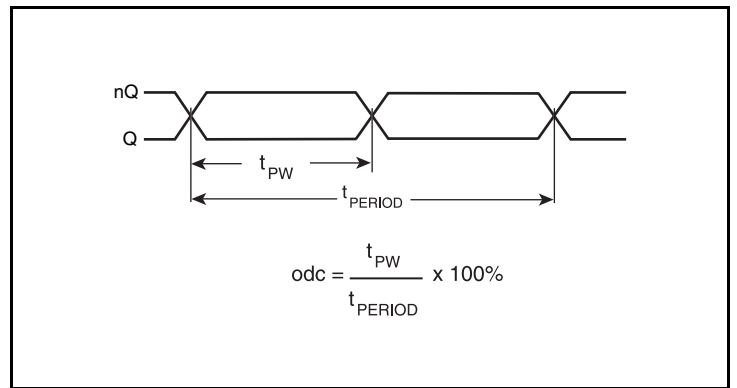 nQ
Q
tPW
tPERIOD
odc = tPW / tPERIOD x 100%